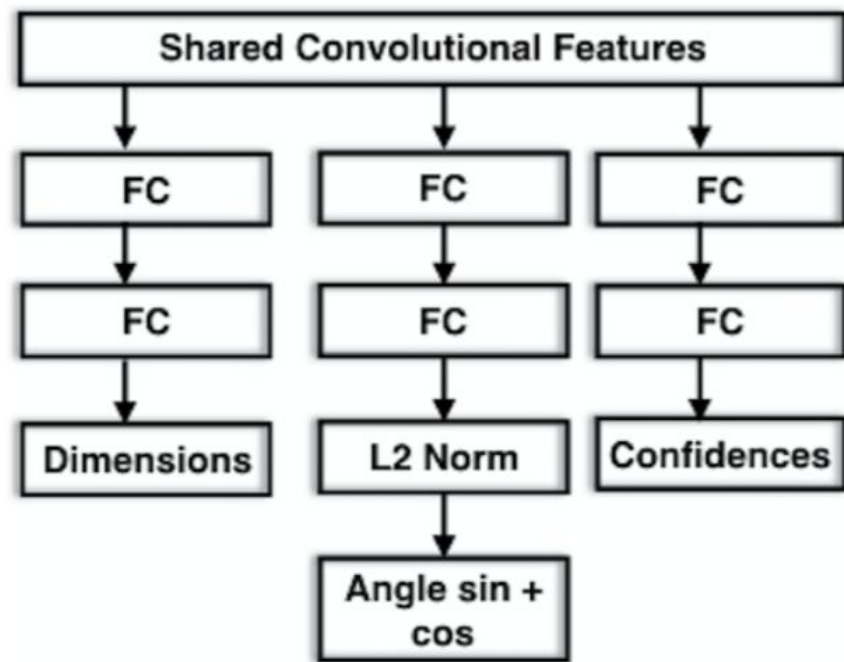 Shared Convolutional Features
FC
FC
FC
FC
FC
FC
Dimensions
L2 Norm
Confidences
Angle sin +
cos